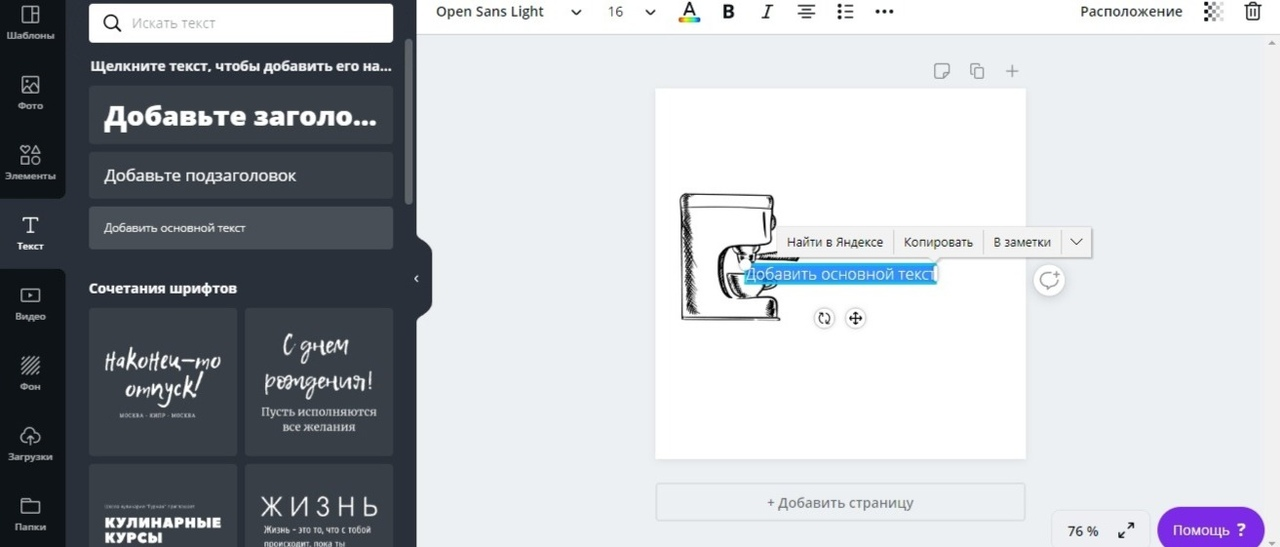 Шаблоны
Фото
Элементы
Текст
Видео
Фон
Загрузки
Папки
Искать текст
Щелкните текст, чтобы добавить его на...
Добавьте заголо...
Добавьте подзаголовок
Добавить основной текст
Сочетания шрифтов
Наконец-то
отпуск!
МОСКВА - КИПР - МОСКВА
С днем
рождения!
Пусть исполняются
все желания
КУЛИНАРНЫЕ
КУРСЫ
ЖИЗНЬ
Жизнь - это то, что с тобой
происходит, пока ты
Open Sans Light
16
A
B
I
Расположение
Найти в Яндексе
Копировать
В заметки
Добавить основной текст
+ Добавить страницу
76 %
Помощь ?